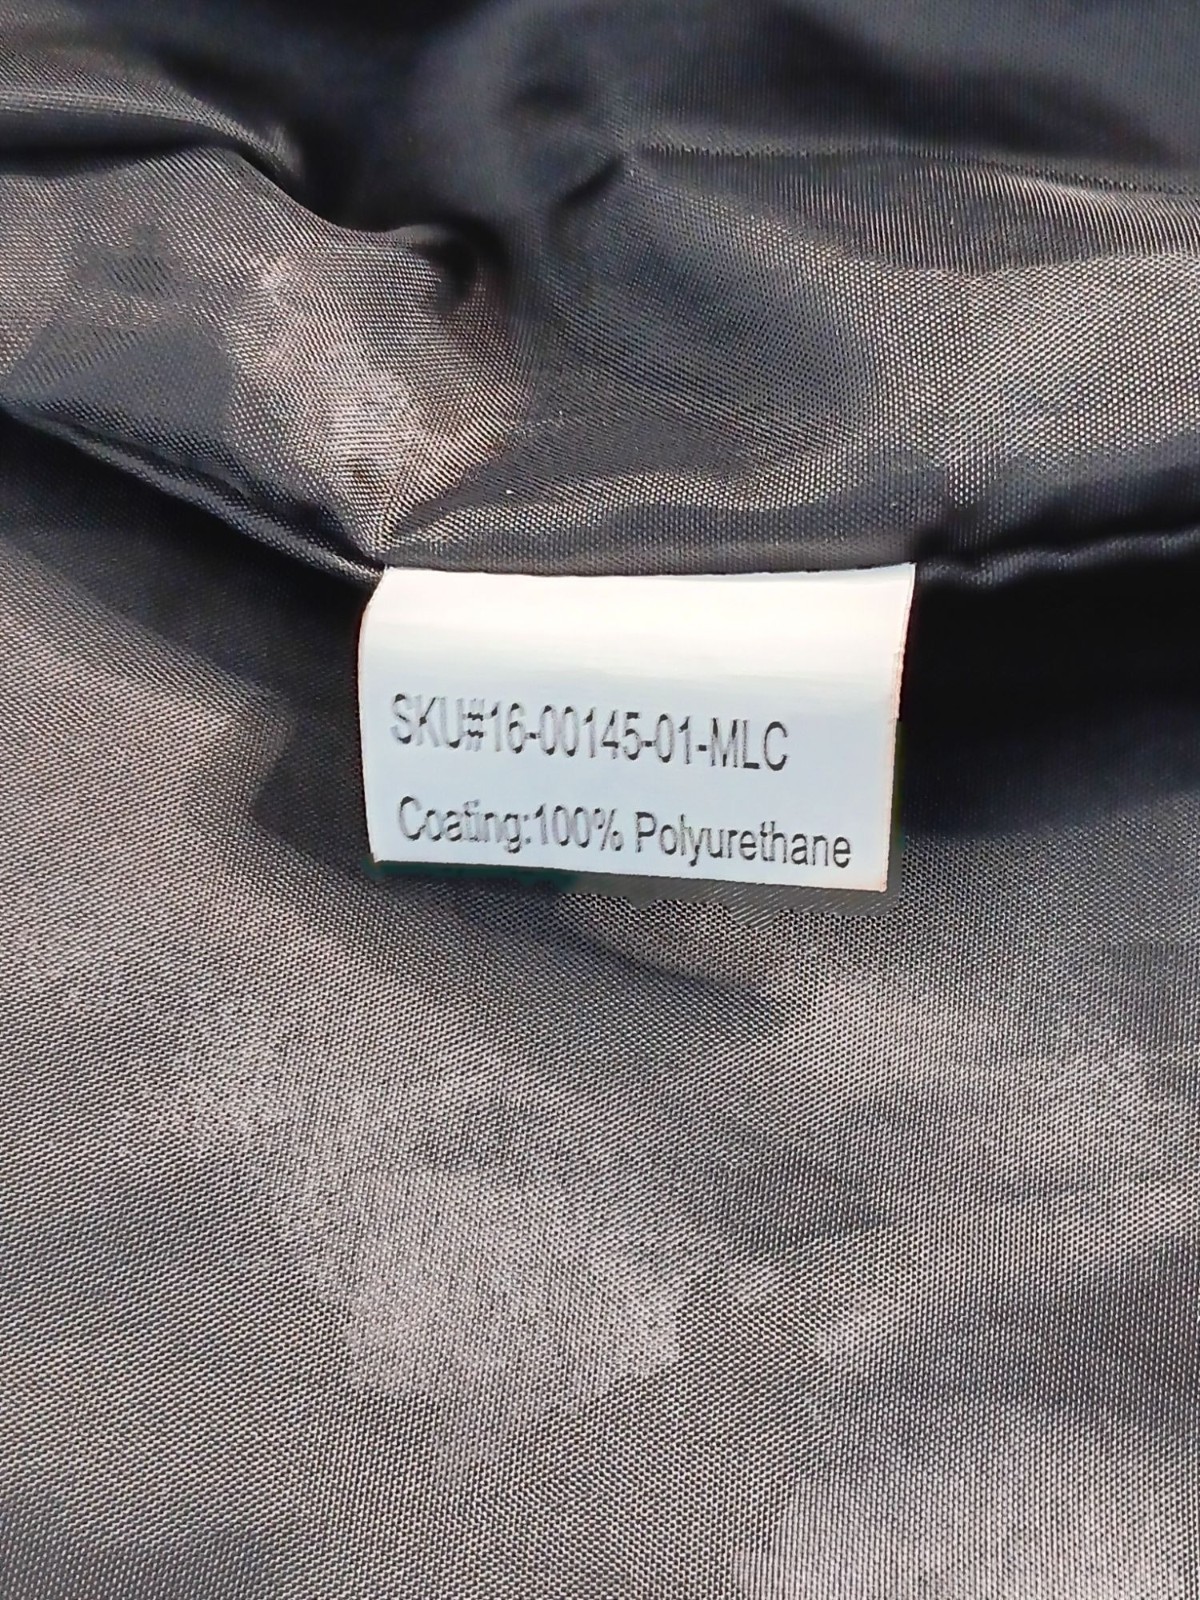 SKU#16-00145-01-MLC
Coating:100% Polyurethane